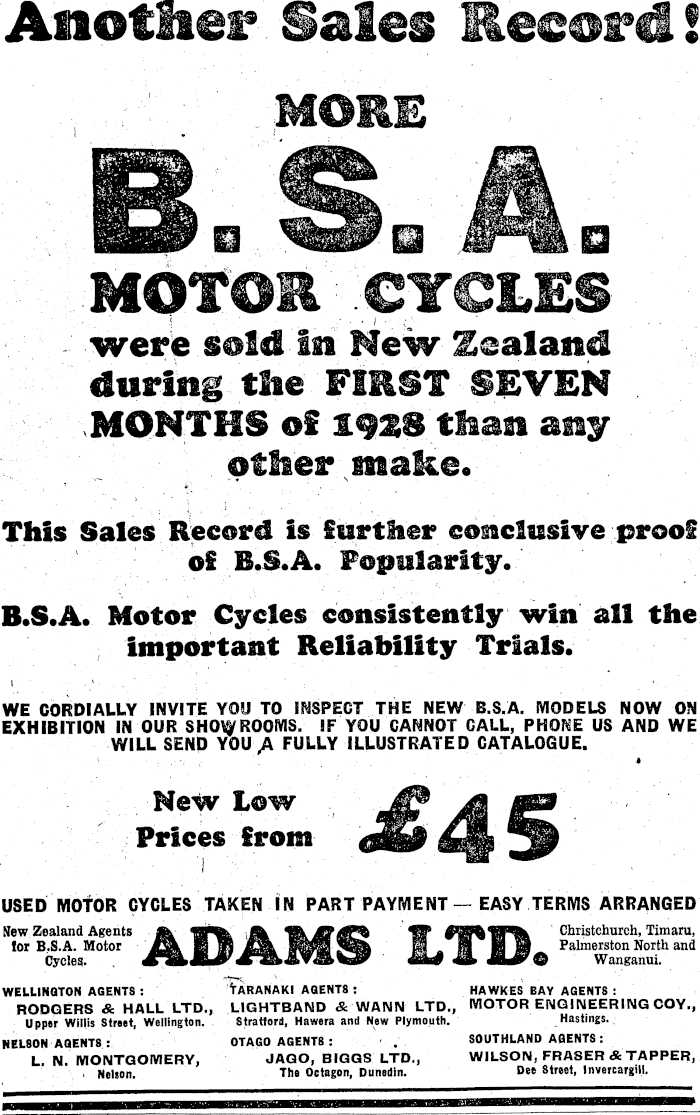 Another Sales Record!
MORE
B.S.A.
MOTOR CYCLES
were sold in New Zealand
during the FIRST SEVEN
MONTHS of 1928 than any
other make.
This Sales Record is further conclusive proof
of B.S.A. Popularity.
B.S.A. Motor Cycles consistently win all the
important Reliability Trials.
WE CORDIALLY INVITE YOU TO INSPECT THE NEW B.S.A. MODELS NOW ON
EXHIBITION IN OUR SHOWROOMS. IF YOU CANNOT CALL, PHONE US AND WE
WILL SEND YOU A FULLY ILLUSTRATED CATALOGUE.
New Low
Prices from
£45
USED MOTOR CYCLES TAKEN IN PART PAYMENT — EASY TERMS ARRANGED
New Zealand Agents
for B.S.A. Motor
Cycles.
ADAMS LTD.
Christchurch, Timaru,
Palmerston North and
Wanganui.
WELLINGTON AGENTS:
RODGERS & HALL LTD.,
Upper Willis Street, Wellington.
TARANAKI AGENTS:
LIGHTBAND & WANN LTD.,
Stratford, Hawera and New Plymouth.
HAWKES BAY AGENTS:
MOTOR ENGINEERING COY.,
Hastings.
NELSON AGENTS:
L. N. MONTGOMERY,
Nelson.
OTAGO AGENTS:
JAGO, BIGGS LTD.,
The Octagon, Dunedin.
SOUTHLAND AGENTS:
WILSON, FRASER & TAPPER,
Dee Street, Invercargill.